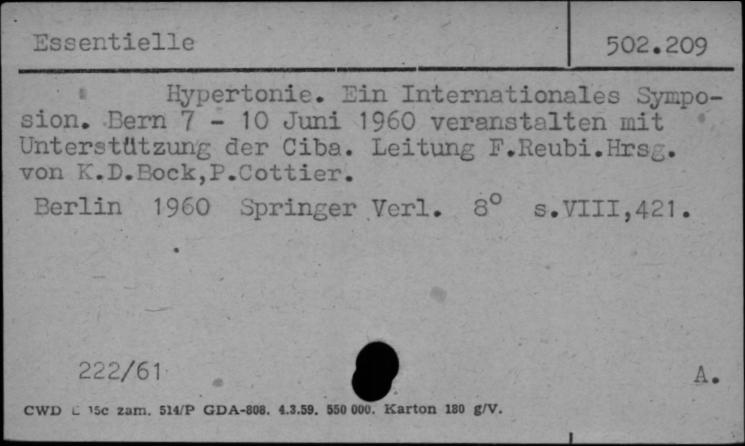 Essentielle
502.209
Hypertonie. Ein Internationales Sympo-
sion. Bern 7 - 10 Juni 1960 veranstalten mit
Unterstützung der Ciba. Leitung F.Reubi.Hrsg.
von K.D.Bock,P.Cottier.
Berlin 1960 Springer Verl. 8° s.VIII,421.
222/61
A.
CWD 15c zam. 514/P GDA-808. 4.3.59. 550 000. Karton 180 g/V.